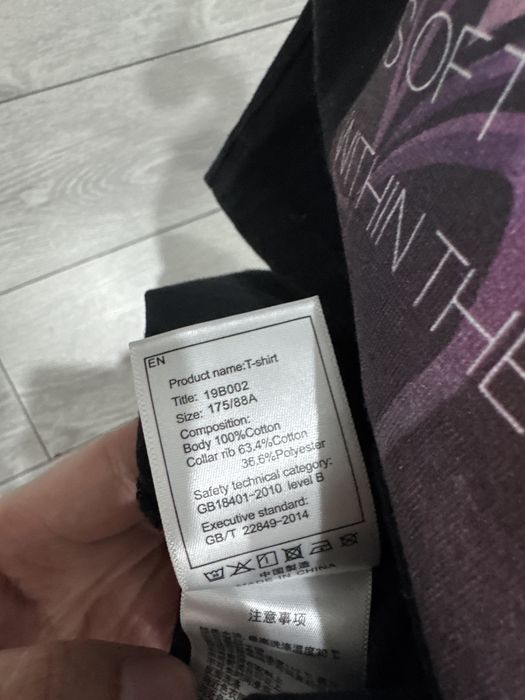 SOFT
WITHIN THE
EN
Product name:T-shirt
Title: 19B002
Size: 175/88A
Composition:
Body 100%Cotton
Collar rib 63.4%Cotton
36.6%Polyester
Safety technical category:
GB18401-2010 level B
Executive standard:
GB/T 22849-2014
中国製造
MADE IN CHINA
注意事项